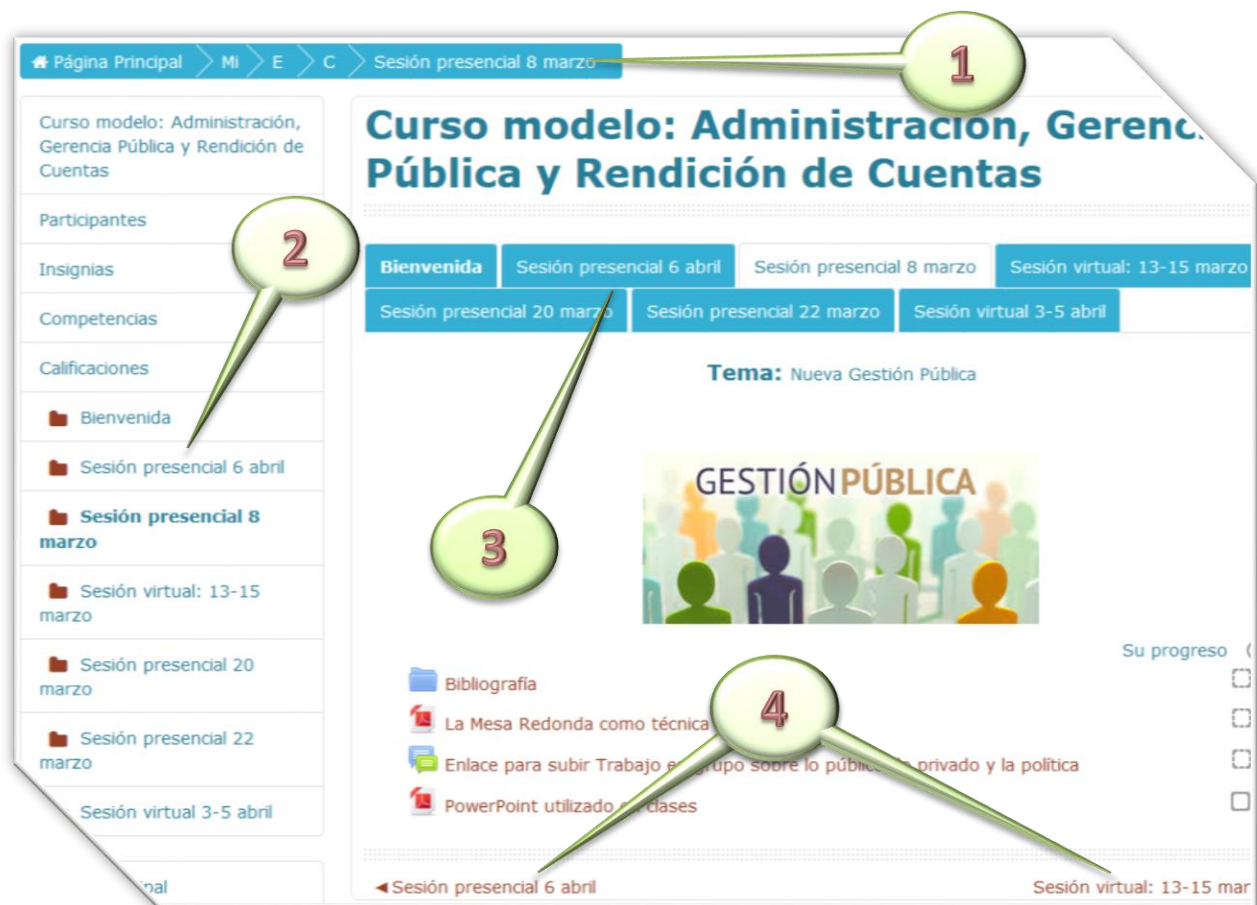 Página Principal Mi E C Sesión presencial 8 marzo
1
Curso modelo: Administración,
Gerencia Pública y Rendición de
Cuentas
Participantes
Insignias
Competencias
Calificaciones
Bienvenida
Sesión presencial 6 abril
Sesión presencial 8
marzo
Sesión virtual: 13-15
marzo
Sesión presencial 20
marzo
Sesión presencial 22
marzo
Sesión virtual 3-5 abril
2
Curso modelo: Administración,
Pública y Rendición de Cuentas
Bienvenida Sesión presencial 6 abril Sesión presencial 8 marzo Sesión virtual: 13-15 marzo
Sesión presencial 20 marzo Sesión presencial 22 marzo Sesión virtual 3-5 abril
3
Tema: Nueva Gestión Pública
GESTIÓN PÚBLICA
Su progreso
Bibliografía
La Mesa Redonda como técnica
4
Enlace para subir Trabajo en grupo sobre lo público, lo privado y la política
PowerPoint utilizado en clases
◄Sesión presencial 6 abril
Sesión virtual: 13-15 mar